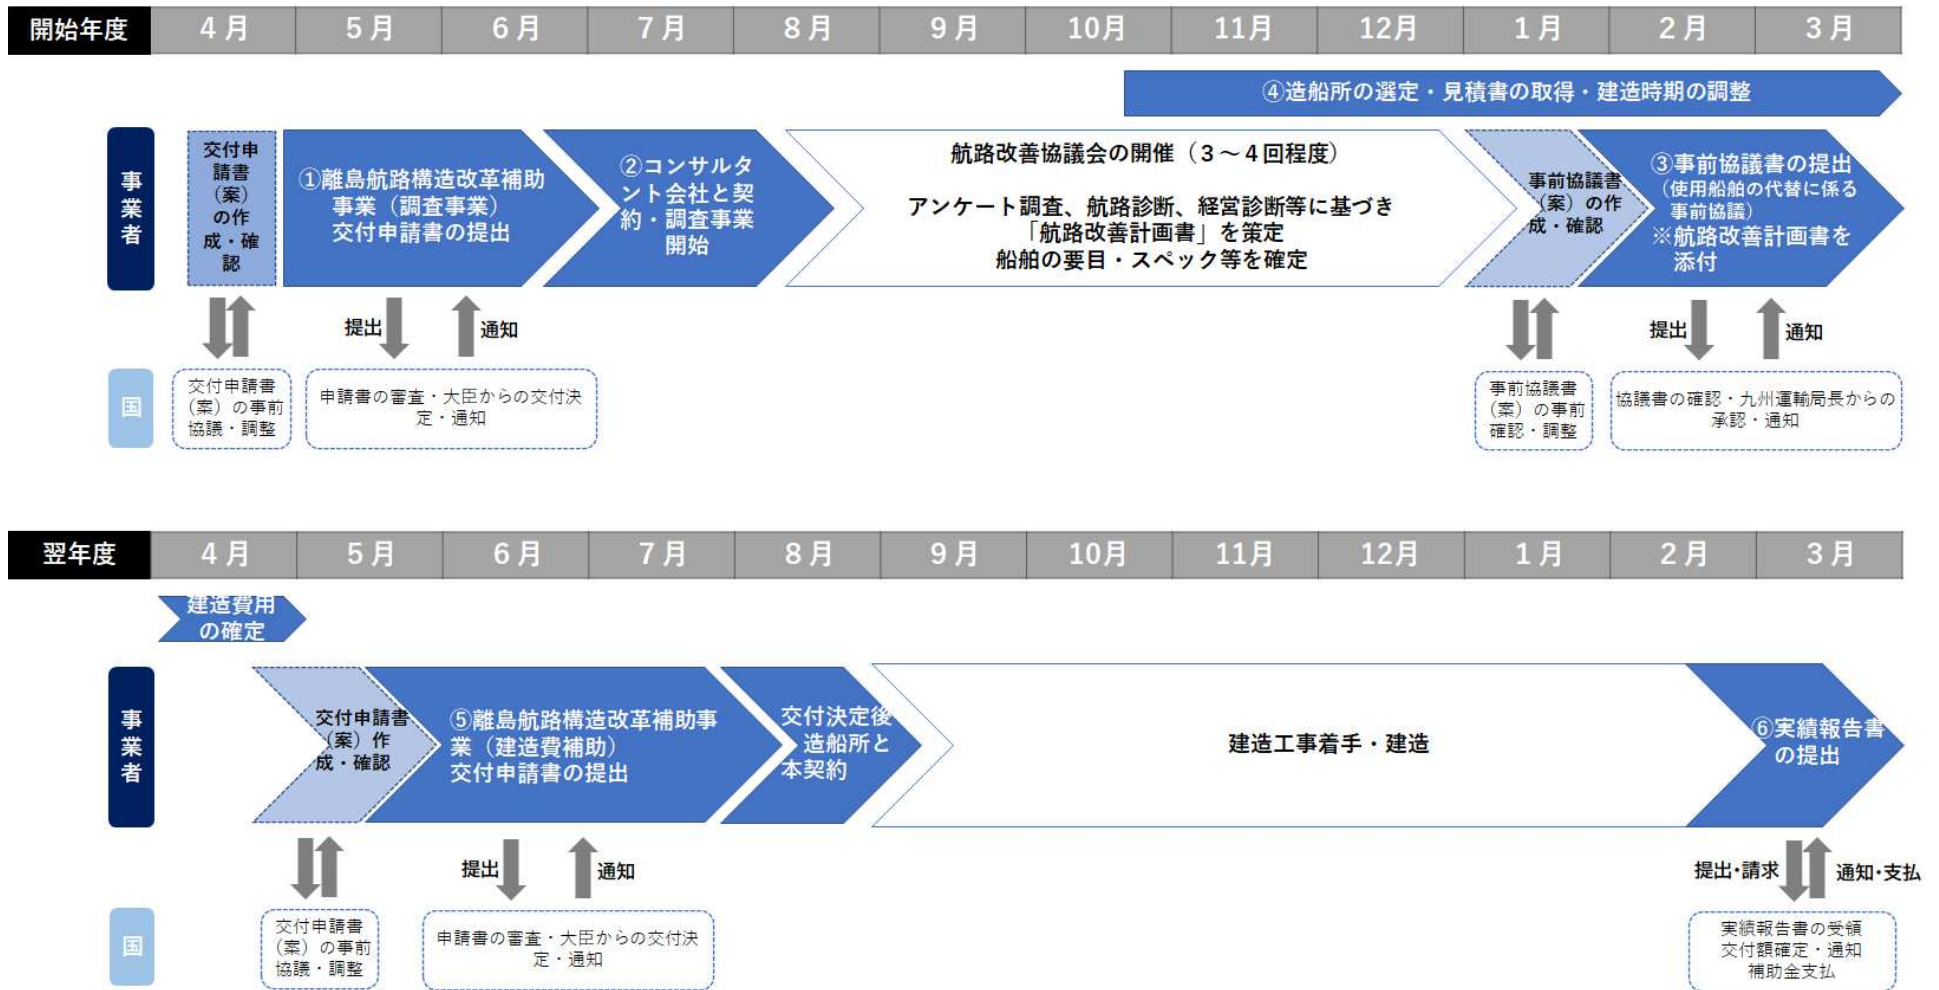 開始年度 4月 5月 6月 7月 8月 9月 10月 11月 12月 1月 2月 3月
④造船所の選定・見積書の取得・建造時期の調整
事業者
交付申
請書
（案）
の作
成・確
認
①離島航路構造改革補助
事業（調査事業）
交付申請書の提出
②コンサルタ
ント会社と契
約・調査事業
開始
航路改善協議会の開催（３～４回程度）
アンケート調査、航路診断、経営診断等に基づき
「航路改善計画書」を策定
船舶の要目・スペック等を確定
事前協議書
（案）の作
成・確認
③事前協議書の提出
（使用船舶の代替に係る
事前協議）
※航路改善計画書を
添付
提出
通知
提出
通知
国
交付申請書
（案）の事前
協議・調整
申請書の審査・大臣からの交付決
定・通知
事前協議書
（案）の事前
確認・調整
協議書の確認・九州運輸局長からの
承認・通知
翌年度 4月 5月 6月 7月 8月 9月 10月 11月 12月 1月 2月 3月
建造費用
の確定
事業者
交付申請書
（案）作
成・確認
⑤離島航路構造改革補助事
業（建造費補助）
交付申請書の提出
交付決定後
、造船所と
本契約
建造工事着手・建造
⑥実績報告書
の提出
提出
通知
提出・請求
通知・支払
国
交付申請書
（案）の事前
協議・調整
申請書の審査・大臣からの交付決
定・通知
実績報告書の受領
交付額確定・通知
補助金支払